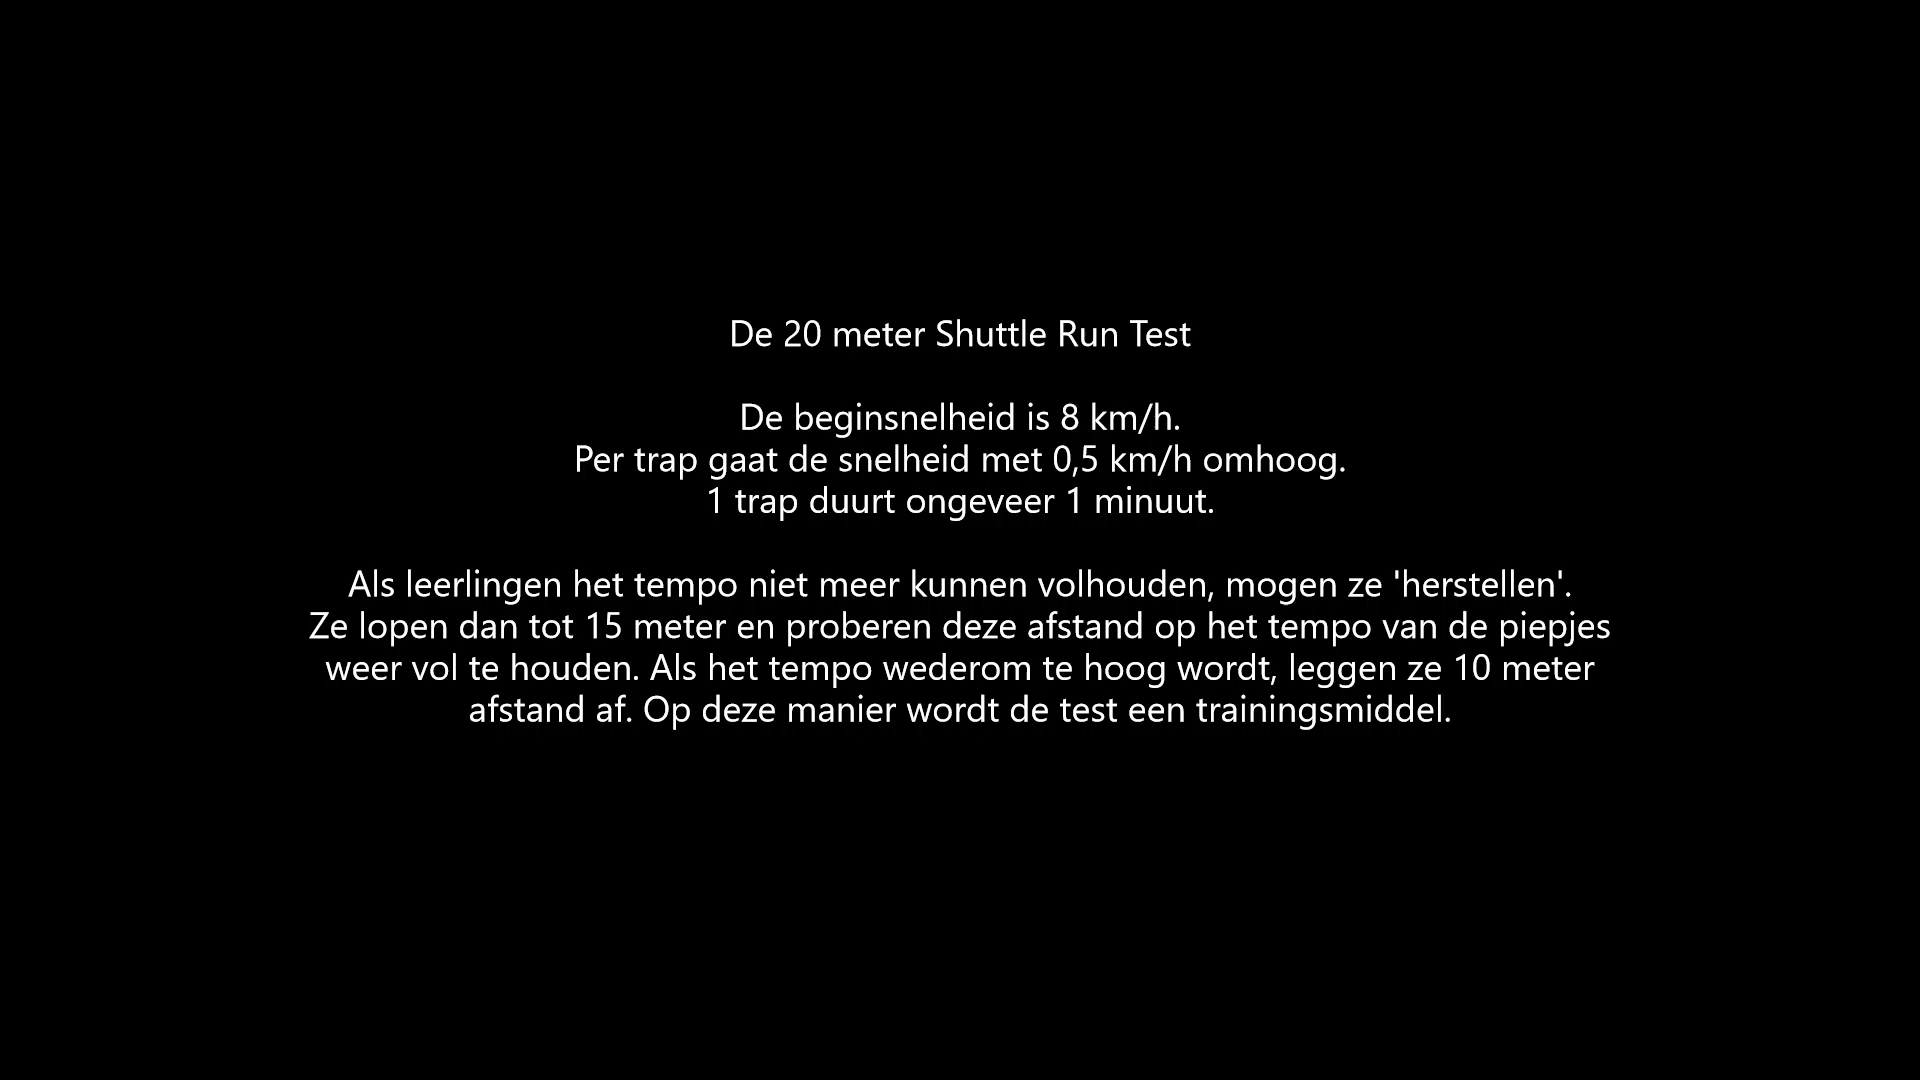 De 20 meter Shuttle Run Test
De beginsnelheid is 8 km/h.
Per trap gaat de snelheid met 0,5 km/h omhoog.
1 trap duurt ongeveer 1 minuut.
Als leerlingen het tempo niet meer kunnen volhouden, mogen ze 'herstellen'.
Ze lopen dan tot 15 meter en proberen deze afstand op het tempo van de piepjes
weer vol te houden. Als het tempo wederom te hoog wordt, leggen ze 10 meter
afstand af. Op deze manier wordt de test een trainingsmiddel.